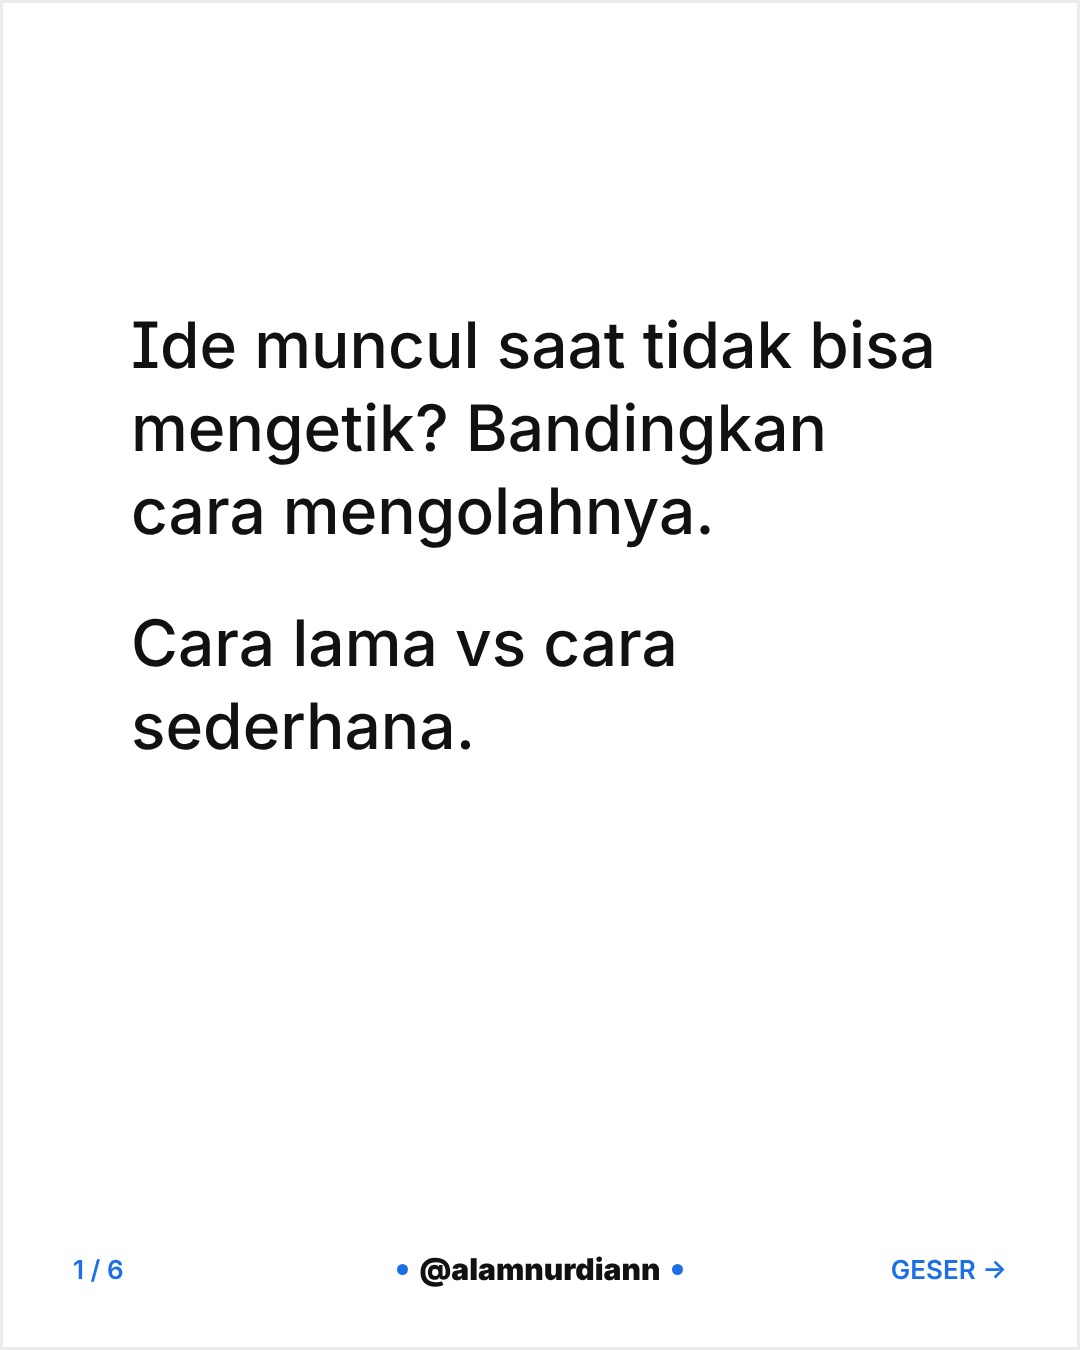 Ide muncul saat tidak bisa
mengetik? Bandingkan
cara mengolahnya.
Cara lama vs cara
sederhana.
1 / 6
• @alamnurdiann •
GESER →